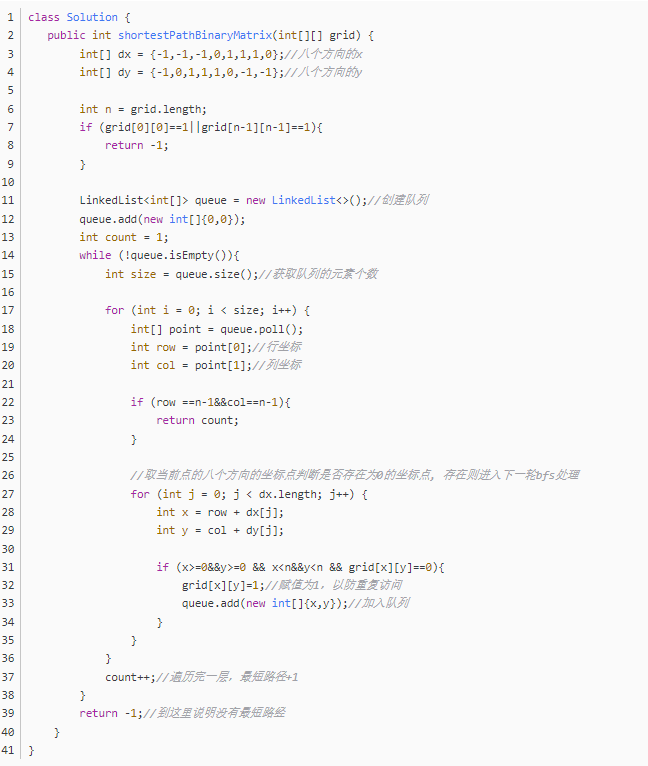 1 class Solution {
2 public int shortestPathBinaryMatrix(int[][] grid) {
3 int[] dx = {-1,-1,-1,0,1,1,1,0};//八个方向的x
4 int[] dy = {-1,0,1,1,1,0,-1,-1};//八个方向的y
5
6 int n = grid.length;
7 if (grid[0][0]==1||grid[n-1][n-1]==1){
8 return -1;
9 }
10
11 LinkedList<int[]> queue = new LinkedList<>();//创建队列
12 queue.add(new int[]{0,0});
13 int count = 1;
14 while (!queue.isEmpty()){
15 int size = queue.size();//获取队列的元素个数
16
17 for (int i = 0; i < size; i++) {
18 int[] point = queue.poll();
19 int row = point[0];//行坐标
20 int col = point[1];//列坐标
21
22 if (row ==n-1&&col==n-1){
23 return count;
24 }
25
26 //取当前点的八个方向的坐标点判断是否存在为0的坐标点, 存在则进入下一轮bfs处理
27 for (int j = 0; j < dx.length; j++) {
28 int x = row + dx[j];
29 int y = col + dy[j];
30
31 if (x>=0&&y>=0 && x<n&&y<n && grid[x][y]==0){
32 grid[x][y]=1;//赋值为1，以防重复访问
33 queue.add(new int[]{x,y});//加入队列
34 }
35 }
36 }
37 count++;//遍历完一层，最短路径+1
38 }
39 return -1;//到这里说明没有最短路经
40 }
41 }